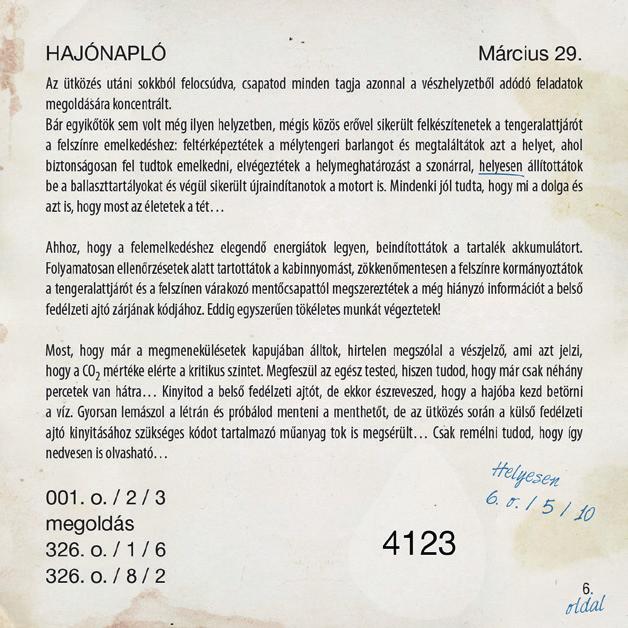 HAJÓNAPLÓ Március 29.
Az ütközés utáni sokkból felocsúdva, csapatod minden tagja azonnal a vészhelyzetből adódó feladatok
megoldására koncentrált.
Bár egyikőtök sem volt még ilyen helyzetben, mégis közös erővel sikerült felkészítenetek a tengeralattjárót
a felszínre emelkedéshez: feltérképeztétek a mélytengeri barlangot és megtaláltátok azt a helyet, ahol
biztonságosan fel tudtok emelkedni, elvégeztétek a helymeghatározást a szonárral, helyesen állítottátok
be a ballaszttartályokat és végül sikerült újraindítanotok a motort is. Mindenki jól tudta, hogy mi a dolga és
azt is, hogy most az életetek a tét…
Ahhoz, hogy a felemelkedéshez elegendő energiátok legyen, beindítottátok a tartalék akkumulátort.
Folyamatosan ellenőrzésetek alatt tartottátok a kabinnyomást, zökkenőmentesen a felszínre kormányoztátok
a tengeralattjárót és a felszínen várakozó mentőcsapattól megszereztétek a még hiányzó információt a belső
fedélzeti ajtó zárjának kódjához. Eddig egyszerűen tökéletes munkát végeztetek!
Most, hogy már a megmenekülésetek kapujában álltok, hirtelen megszólal a vészjelző, ami azt jelzi,
hogy a CO₂ mértéke elérte a kritikus szintet. Megfeszül az egész tested, hiszen tudod, hogy már csak néhány
percetek van hátra… Kinyitod a belső fedélzeti ajtót, de ekkor észreveszed, hogy a hajóba kezd betörni
a víz. Gyorsan lemászol a létrán és próbálod menteni a menthetőt, de az ütközés során a külső fedélzeti
ajtó kinyitásához szükséges kódot tartalmazó műanyag tok is megsérült… Csak remélni tudod, hogy így
nedvesen is olvasható…
Helyesen
6. o. / 5 / 10
001. o. / 2 / 3
megoldás
326. o. / 1 / 6
326. o. / 8 / 2
4123
6.
oldal